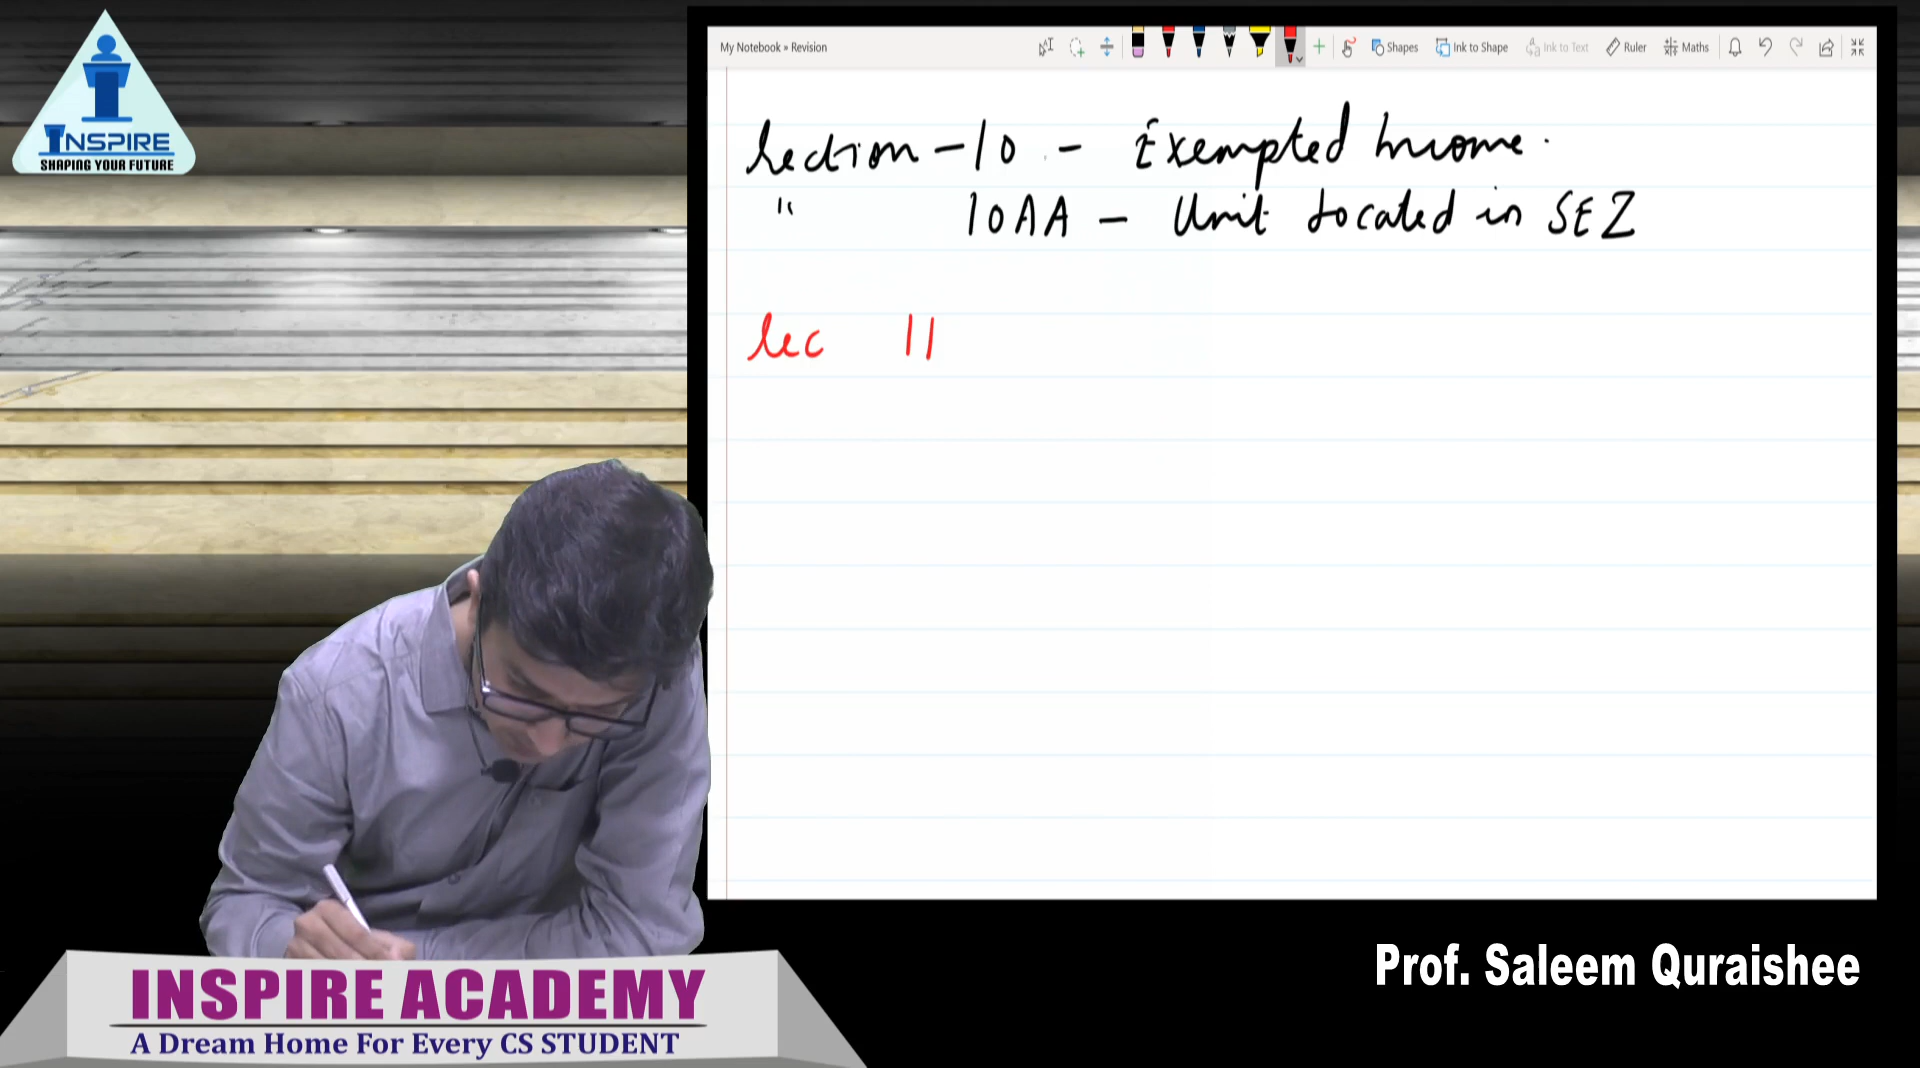 INSPIRE
SHAPING YOUR FUTURE
My Notebook » Revision
Shapes
Ink to Shape
Ink to Text
Ruler
Maths
Section - 10 - Exempted Income.
" 10AA - Unit Located in SEZ
Sec 11
INSPIRE ACADEMY
A Dream Home For Every CS STUDENT
Prof. Saleem Quraishee